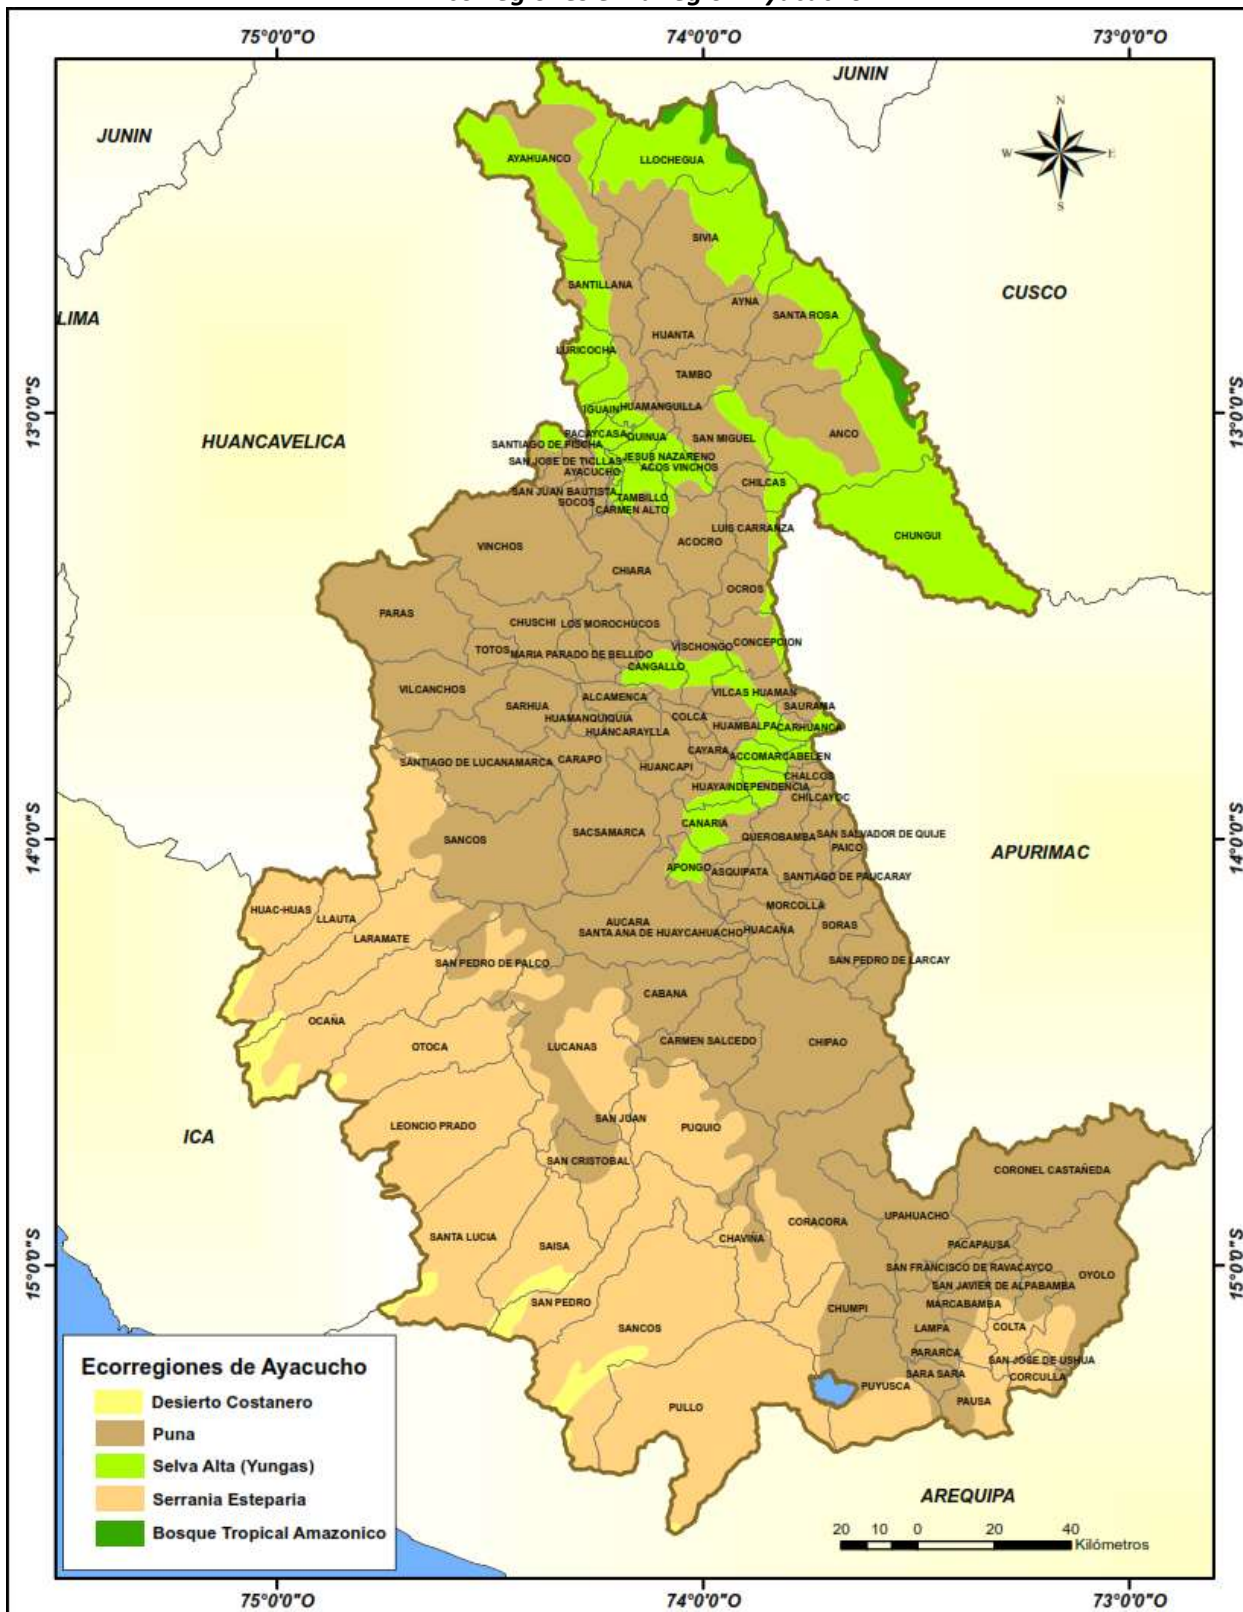 75°0'0"O 74°0'0"O 73°0'0"O
JUNIN
JUNIN
N
W E
S
AYAHUANCO
LLOCHEGUA
SIVIA
CUSCO
SANTILLANA
AYNA
LIMA
SANTA ROSA
HUANTA
LURICOCHA
TAMBO
IGUAIN
HUAMANGUILLA
13°0'0"S
13°0'0"S
HUANCAVELICA
PACAYCASA
QUINUA
SAN MIGUEL
ANCO
SANTIAGO DE PISCHA
JESUS NAZARENO
SAN JOSE DE TICLLAS
ACOS VINCHOS
AYACUCHO
CHILCAS
SAN JUAN BAUTISTA
TAMBILLO
SOCOS
CARMEN ALTO
LUIS CARRANZA
CHUNGUI
VINCHOS
ACOCRO
CHIARA
OCROS
PARAS
CHUSCHI
LOS MOROCHUCOS
TOTOS
MARIA PARADO DE BELLIDO
VISCHONGO
CONCEPCION
CANGALLO
VILCANCHOS
ALCAMENCA
VILCAS HUAMAN
SARHUA
SAURAMA
HUAMANQUIQUIA
COLCA
HUAMBALPA
CARHUANCA
HUANCARAYLLA
CAYARA
ACCOMARCA
BELEN
SANTIAGO DE LUCANAMARCA
CARAPO
HUANCAPI
CHALCOS
HUAYA
INDEPENDENCIA
CHILCAYOC
CANARIA
14°0'0"S
14°0'0"S
SANCOS
SACSAMARCA
QUEROBAMBA
SAN SALVADOR DE QUIJE
PAICO
APURIMAC
APONGO
ASQUIPATA
SANTIAGO DE PAUCARAY
HUAC-HUAS
LLAUTA
MORCOLLA
AUCARA
SANTA ANA DE HUAYCAHUACHO
HUACAÑA
SORAS
LARAMATE
SAN PEDRO DE PALCO
SAN PEDRO DE LARCAY
CABANA
OCAÑA
OTOCA
LUCANAS
CARMEN SALCEDO
CHIPAO
ICA
LEONCIO PRADO
SAN JUAN
PUQUIO
SAN CRISTOBAL
CORONEL CASTAÑEDA
UPAHUACHO
CORACORA
SANTA LUCIA
SAISA
CHAVIÑA
PACAPAUSA
15°0'0"S
15°0'0"S
SAN FRANCISCO DE RAVACAYCO
OYOLO
SAN JAVIER DE ALPABAMBA
SAN PEDRO
CHUMPI
MARCABAMBA
SANCOS
LAMPA
COLTA
PARARCA
SAN JOSE DE USHUA
SARA SARA
CORCULLA
PUYUSCA
PULLO
PAUSA
Ecorregiones de Ayacucho
Desierto Costanero
Puna
Selva Alta (Yungas)
Serrania Esteparia
Bosque Tropical Amazonico
AREQUIPA
20 10 0 20 40
Kilómetros
75°0'0"O 74°0'0"O 73°0'0"O